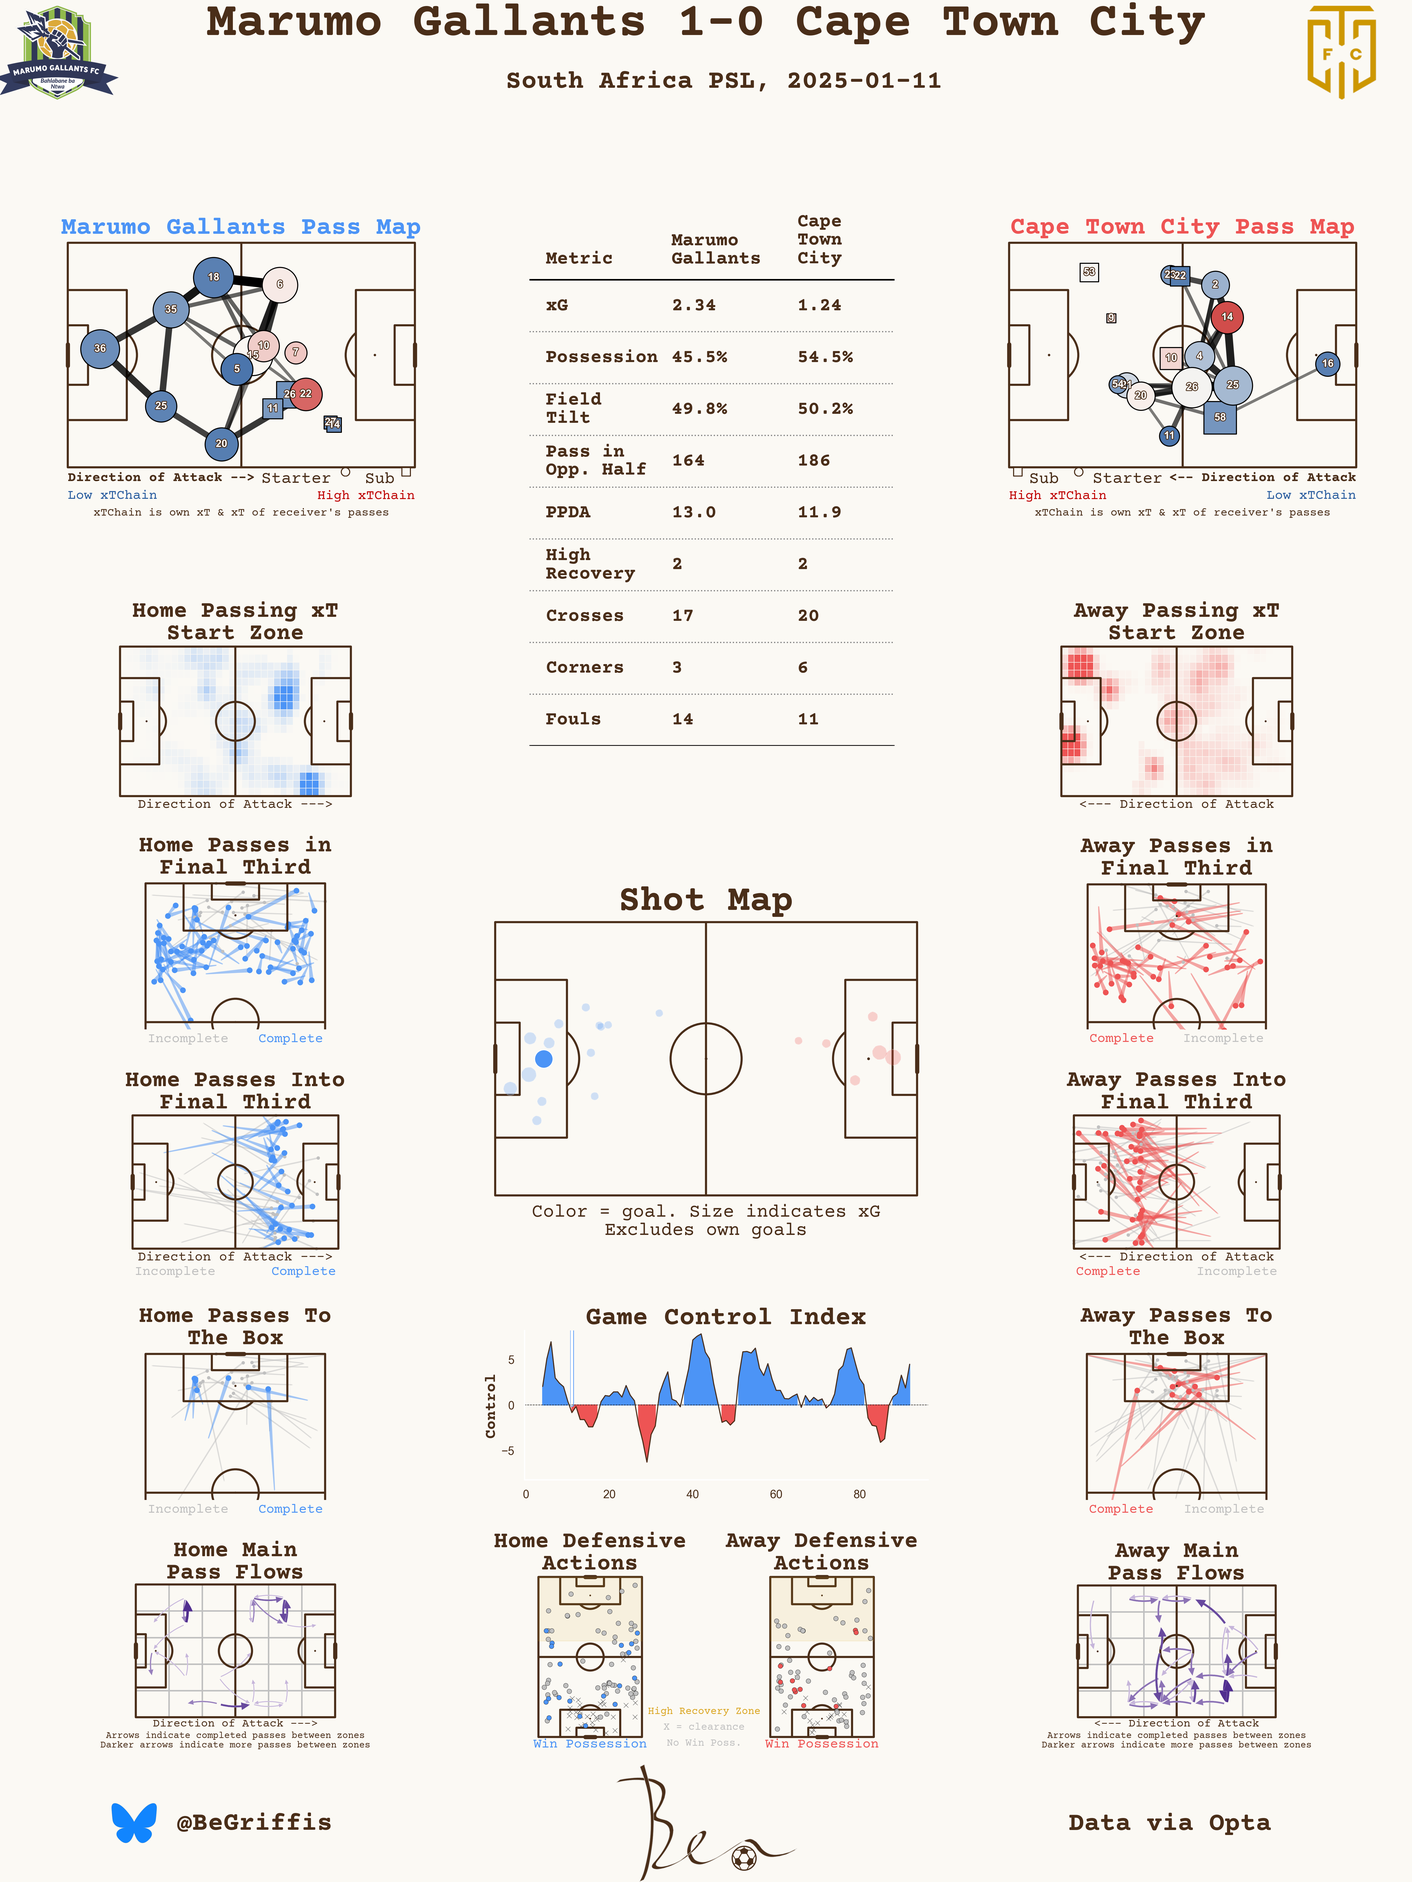 Marumo Gallants 1-0 Cape Town City
South Africa PSL, 2025-01-11
MARUMO GALLANTS FC
Bahlabane ba
Ntwa
F C
Marumo Gallants Pass Map
18
6
35
36
10
15
7
5
26
22
11
25
27
14
20
Direction of Attack --> Starter Sub
Low xTChain High xTChain
xTChain is own xT & xT of receiver's passes
Metric Marumo Gallants Cape Town City
xG 2.34 1.24
Possession 45.5% 54.5%
Field Tilt 49.8% 50.2%
Pass in Opp. Half 164 186
PPDA 13.0 11.9
High Recovery 2 2
Crosses 17 20
Corners 3 6
Fouls 14 11
Cape Town City Pass Map
53
23
22
2
9
14
10
4
16
54
20
26
25
58
11
Sub Starter <-- Direction of Attack
High xTChain Low xTChain
xTChain is own xT & xT of receiver's passes
Home Passing xT
Start Zone
Direction of Attack --->
Away Passing xT
Start Zone
<--- Direction of Attack
Home Passes in
Final Third
Incomplete Complete
Away Passes in
Final Third
Complete Incomplete
Shot Map
Color = goal. Size indicates xG
Excludes own goals
Home Passes Into
Final Third
Direction of Attack --->
Incomplete Complete
Away Passes Into
Final Third
<--- Direction of Attack
Complete Incomplete
Home Passes To
The Box
Incomplete Complete
Game Control Index
Control
5
0
−5
0 20 40 60 80
Away Passes To
The Box
Complete Incomplete
Home Main
Pass Flows
Direction of Attack --->
Arrows indicate completed passes between zones
Darker arrows indicate more passes between zones
Home Defensive
Actions
Win Possession
High Recovery Zone
X = clearance
No Win Poss.
Away Defensive
Actions
Win Possession
Away Main
Pass Flows
<--- Direction of Attack
Arrows indicate completed passes between zones
Darker arrows indicate more passes between zones
@BeGriffis
Ben
Data via Opta